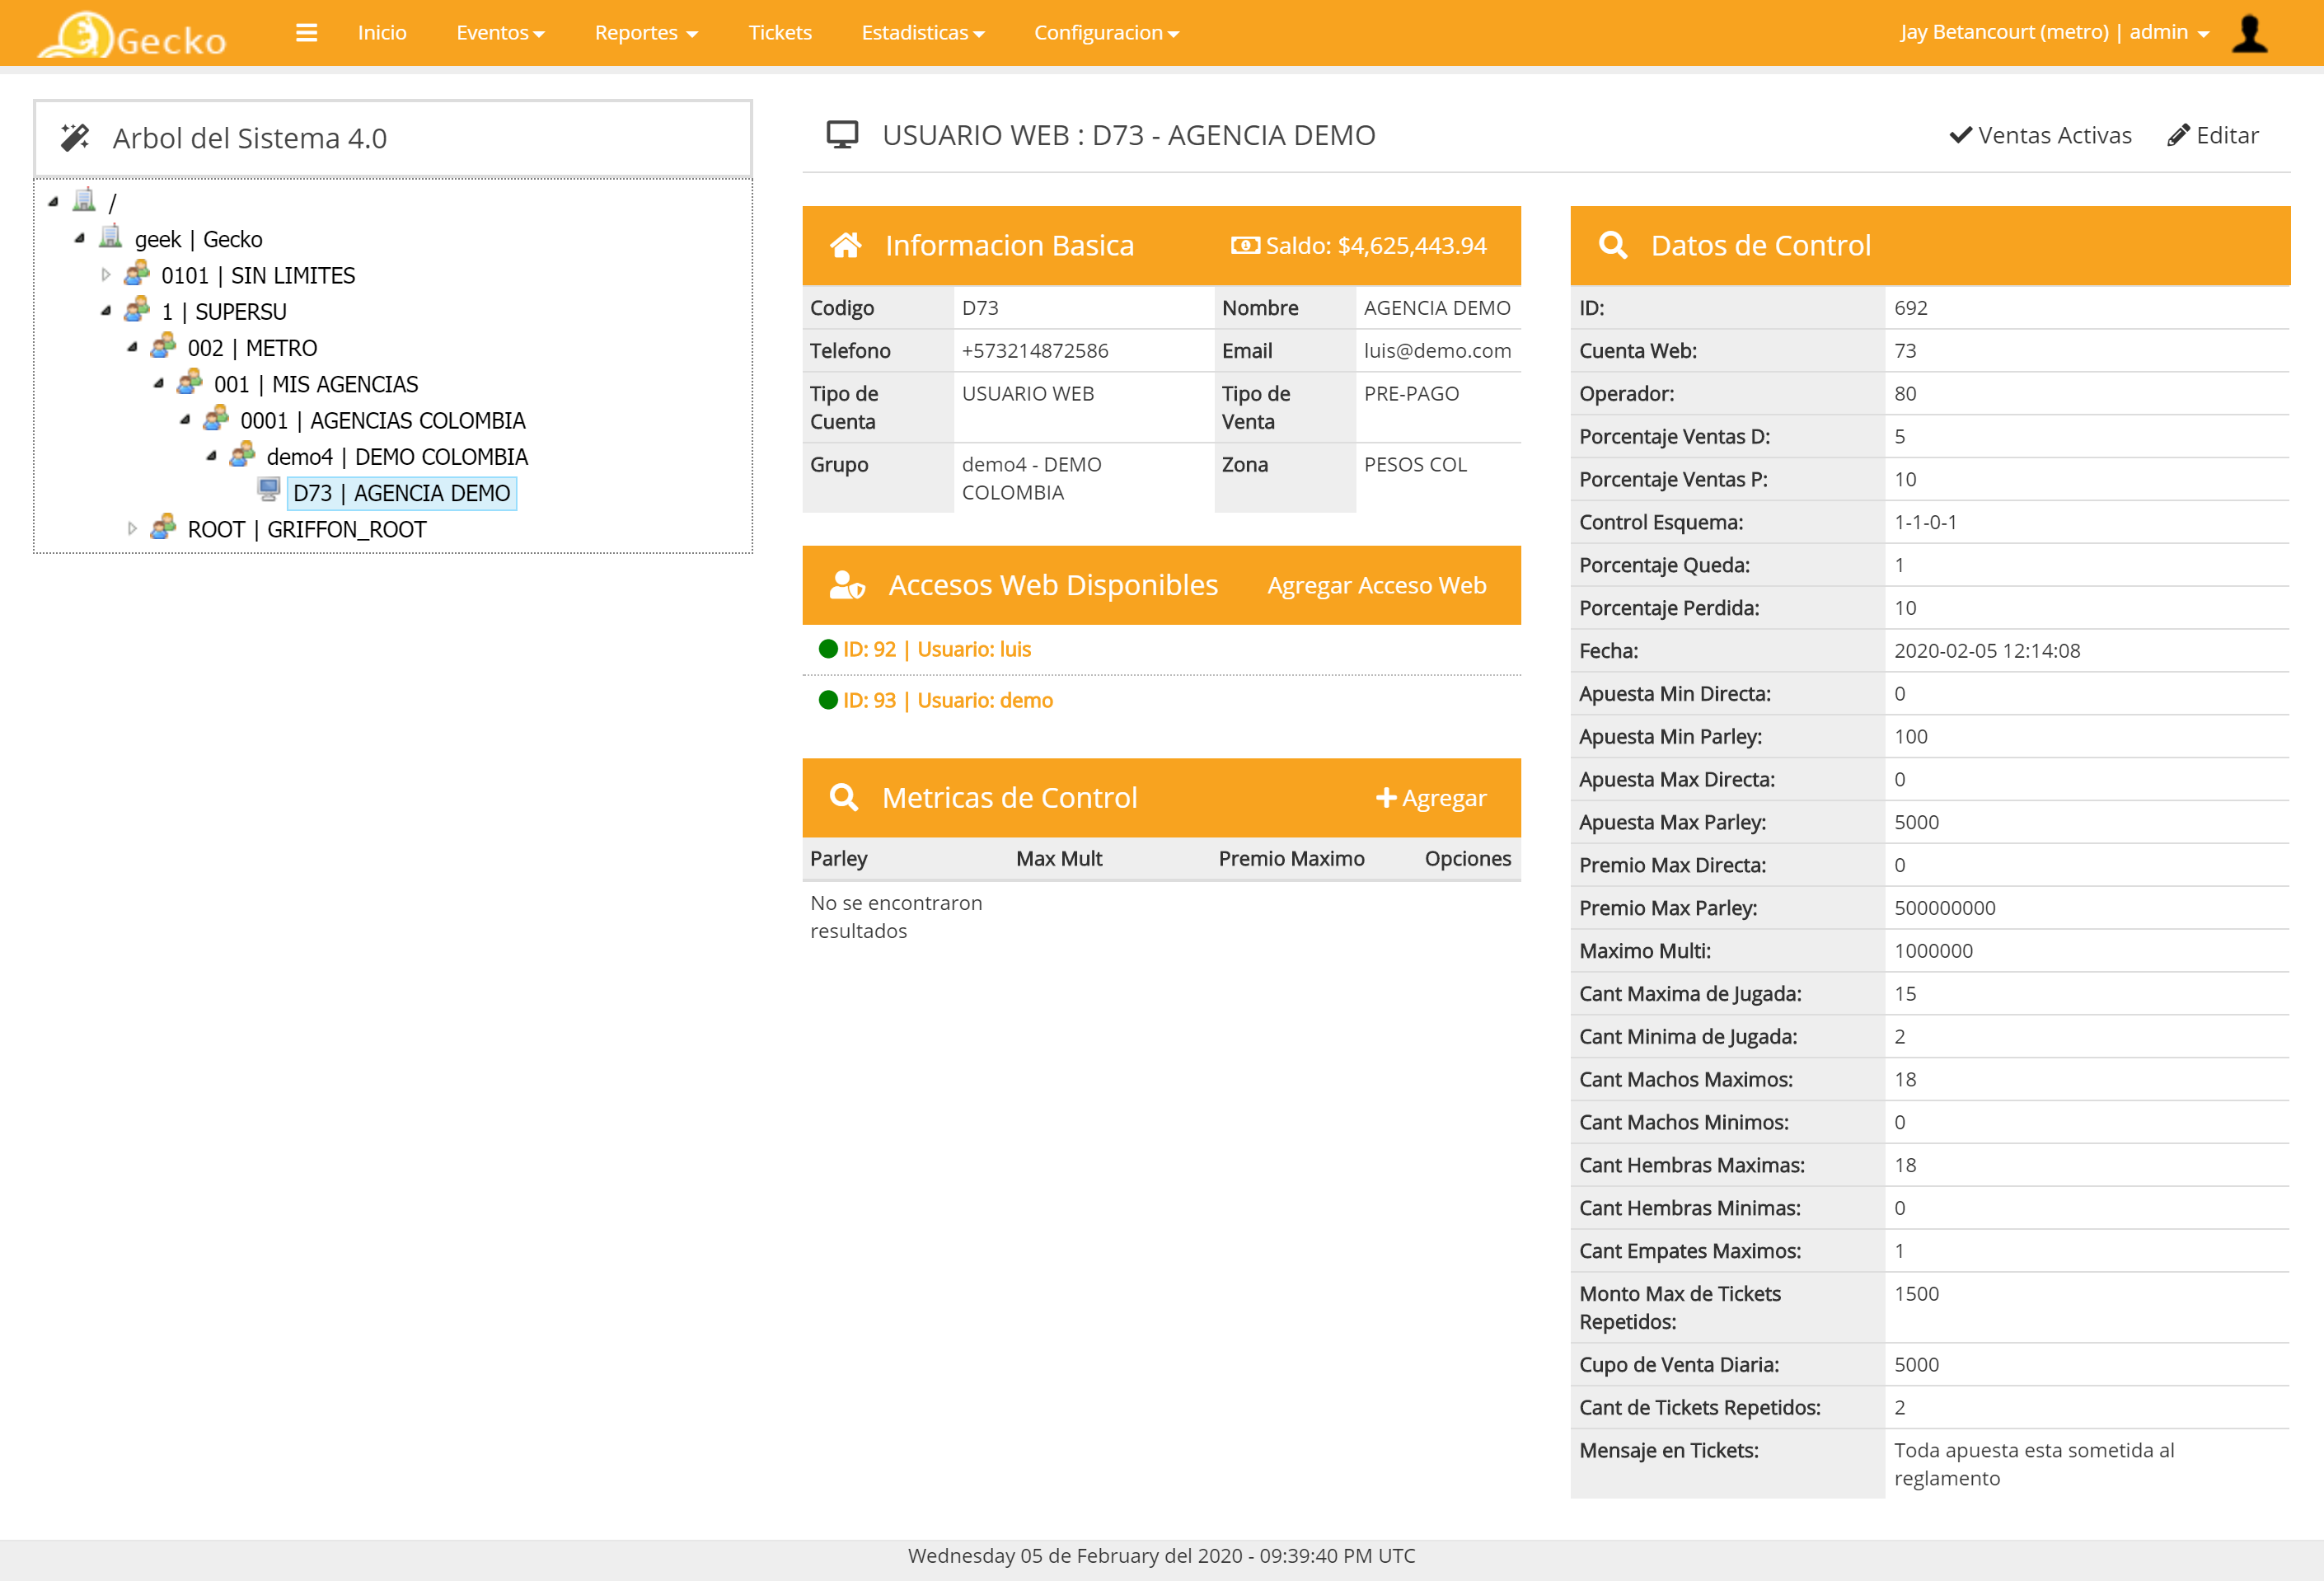 Gecko
Inicio
Eventos
Reportes
Tickets
Estadisticas
Configuracion
Jay Betancourt (metro) | admin
Arbol del Sistema 4.0
/
geek | Gecko
0101 | SIN LIMITES
1 | SUPERSU
002 | METRO
001 | MIS AGENCIAS
0001 | AGENCIAS COLOMBIA
demo4 | DEMO COLOMBIA
D73 | AGENCIA DEMO
ROOT | GRIFFON_ROOT
USUARIO WEB : D73 - AGENCIA DEMO
Ventas Activas
Editar
Informacion Basica
Saldo: $4,625,443.94
Codigo D73 Nombre AGENCIA DEMO
Telefono +573214872586 Email luis@demo.com
Tipo de USUARIO WEB Tipo de PRE-PAGO
Cuenta Venta
Grupo demo4 - DEMO Zona PESOS COL
COLOMBIA
Accesos Web Disponibles
Agregar Acceso Web
ID: 92 | Usuario: luis
ID: 93 | Usuario: demo
Metricas de Control
Agregar
Parley Max Mult Premio Maximo Opciones
No se encontraron
resultados
Datos de Control
ID: 692
Cuenta Web: 73
Operador: 80
Porcentaje Ventas D: 5
Porcentaje Ventas P: 10
Control Esquema: 1-1-0-1
Porcentaje Queda: 1
Porcentaje Perdida: 10
Fecha: 2020-02-05 12:14:08
Apuesta Min Directa: 0
Apuesta Min Parley: 100
Apuesta Max Directa: 0
Apuesta Max Parley: 5000
Premio Max Directa: 0
Premio Max Parley: 500000000
Maximo Multi: 1000000
Cant Maxima de Jugada: 15
Cant Minima de Jugada: 2
Cant Machos Maximos: 18
Cant Machos Minimos: 0
Cant Hembras Maximas: 18
Cant Hembras Minimas: 0
Cant Empates Maximos: 1
Monto Max de Tickets 1500
Repetidos:
Cupo de Venta Diaria: 5000
Cant de Tickets Repetidos: 2
Mensaje en Tickets: Toda apuesta esta sometida al
reglamento
Wednesday 05 de February del 2020 - 09:39:40 PM UTC